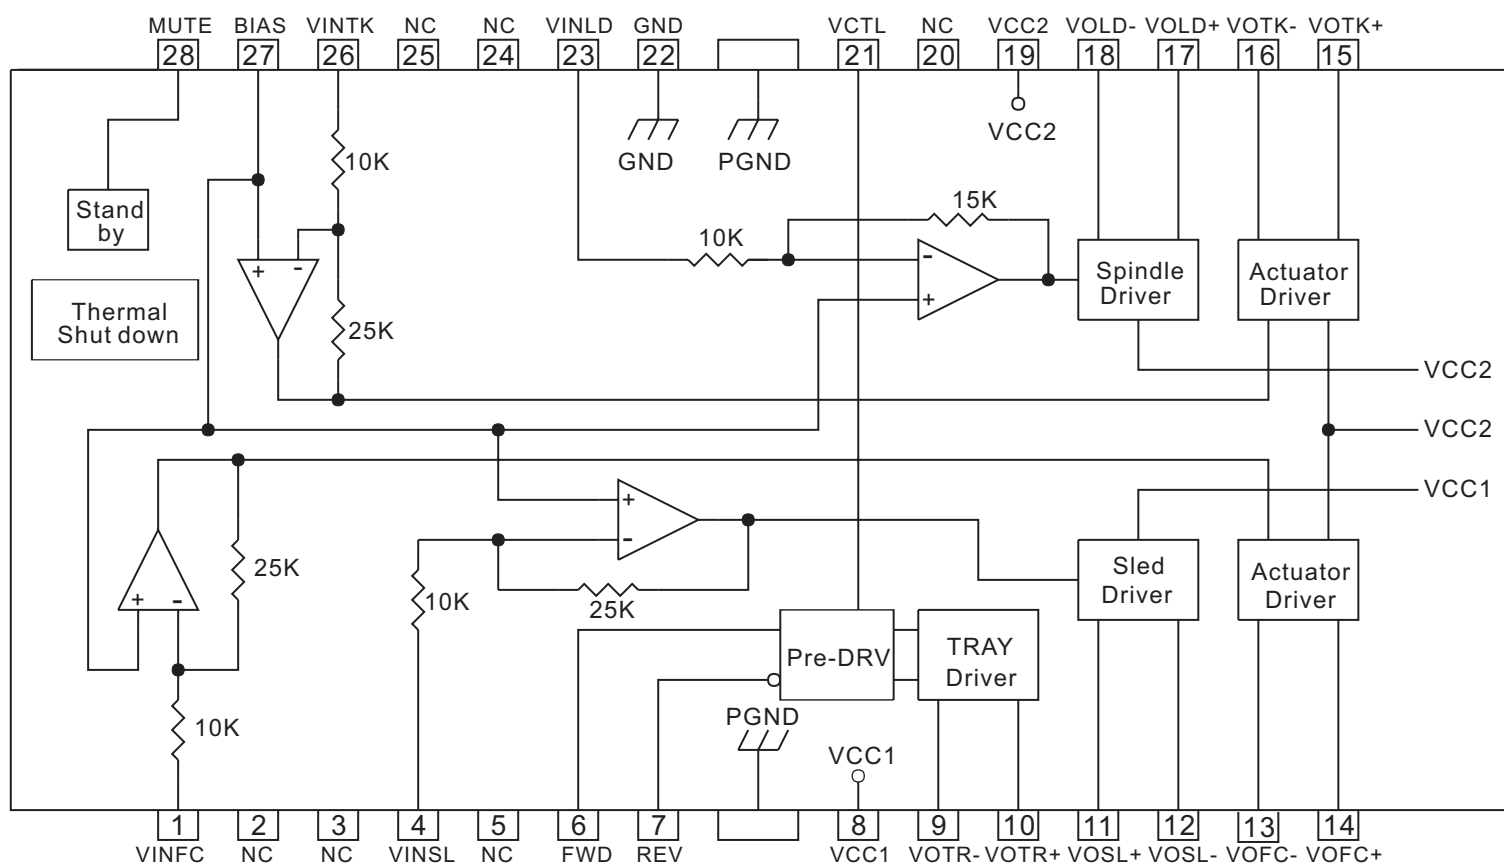 MUTE BIAS VINTK NC NC VINLD GND VCTL NC VCC2 VOLD- VOLD+ VOTK- VOTK+
28 27 26 25 24 23 22 21 20 19 18 17 16 15
VCC2
10K
GND PGND
Stand
by
15K
10K
- +
+ -
Spindle
Driver
Actuator
Driver
Thermal
Shut down
25K
VCC2
VCC2
VCC1
+
-
25K
10K
25K
+ -
Sled
Driver
Actuator
Driver
Pre-DRV
TRAY
Driver
10K
PGND
VCC1
1 2 3 4 5 6 7 8 9 10 11 12 13 14
VINFC NC NC VINSL NC FWD REV VCC1 VOTR- VOTR+ VOSL+ VOSL- VOFC- VOFC+